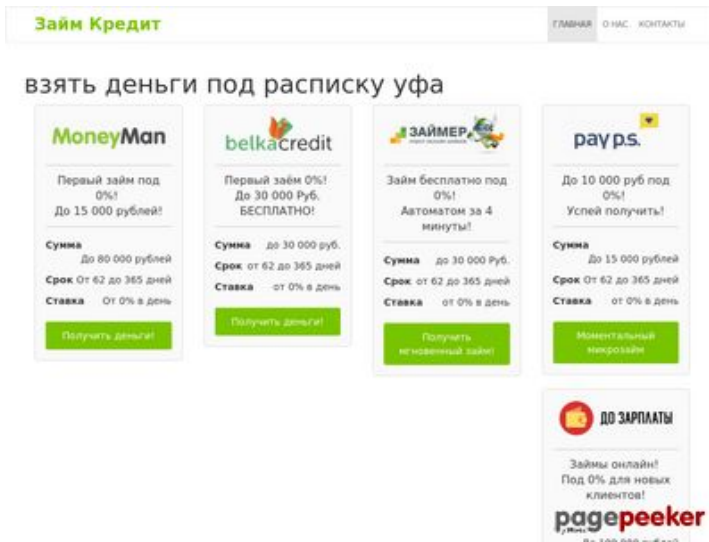 Займ Кредит
ГЛАВНАЯ О НАС КОНТАКТЫ
взять деньги под расписку уфа
MoneyMan
Первый займ под
0%!
До 15 000 рублей!
Сумма
До 80 000 рублей
Срок От 62 до 365 дней
Ставка От 0% в день
Получить деньги!
belkacredit
Первый заём 0%!
До 30 000 Руб.
БЕСПЛАТНО!
Сумма до 30 000 руб.
Срок от 62 до 365 дней
Ставка от 0% в день
Получить деньги!
ЗАЙМЕР
Займ бесплатно под
0%!
Автоматом за 4
минуты!
Сумма до 30 000 Руб.
Срок от 62 до 365 дней
Ставка от 0% в день
Получить
мгновенный займ!
pay p.s.
До 10 000 руб под
0%!
Успей получить!
Сумма
До 15 000 рублей
Срок От 62 до 365 дней
Ставка От 0% в день
Моментальный
микрозайм
ДО ЗАРПЛАТЫ
Займы онлайн!
Под 0% для новых
клиентов!
pagepeeker